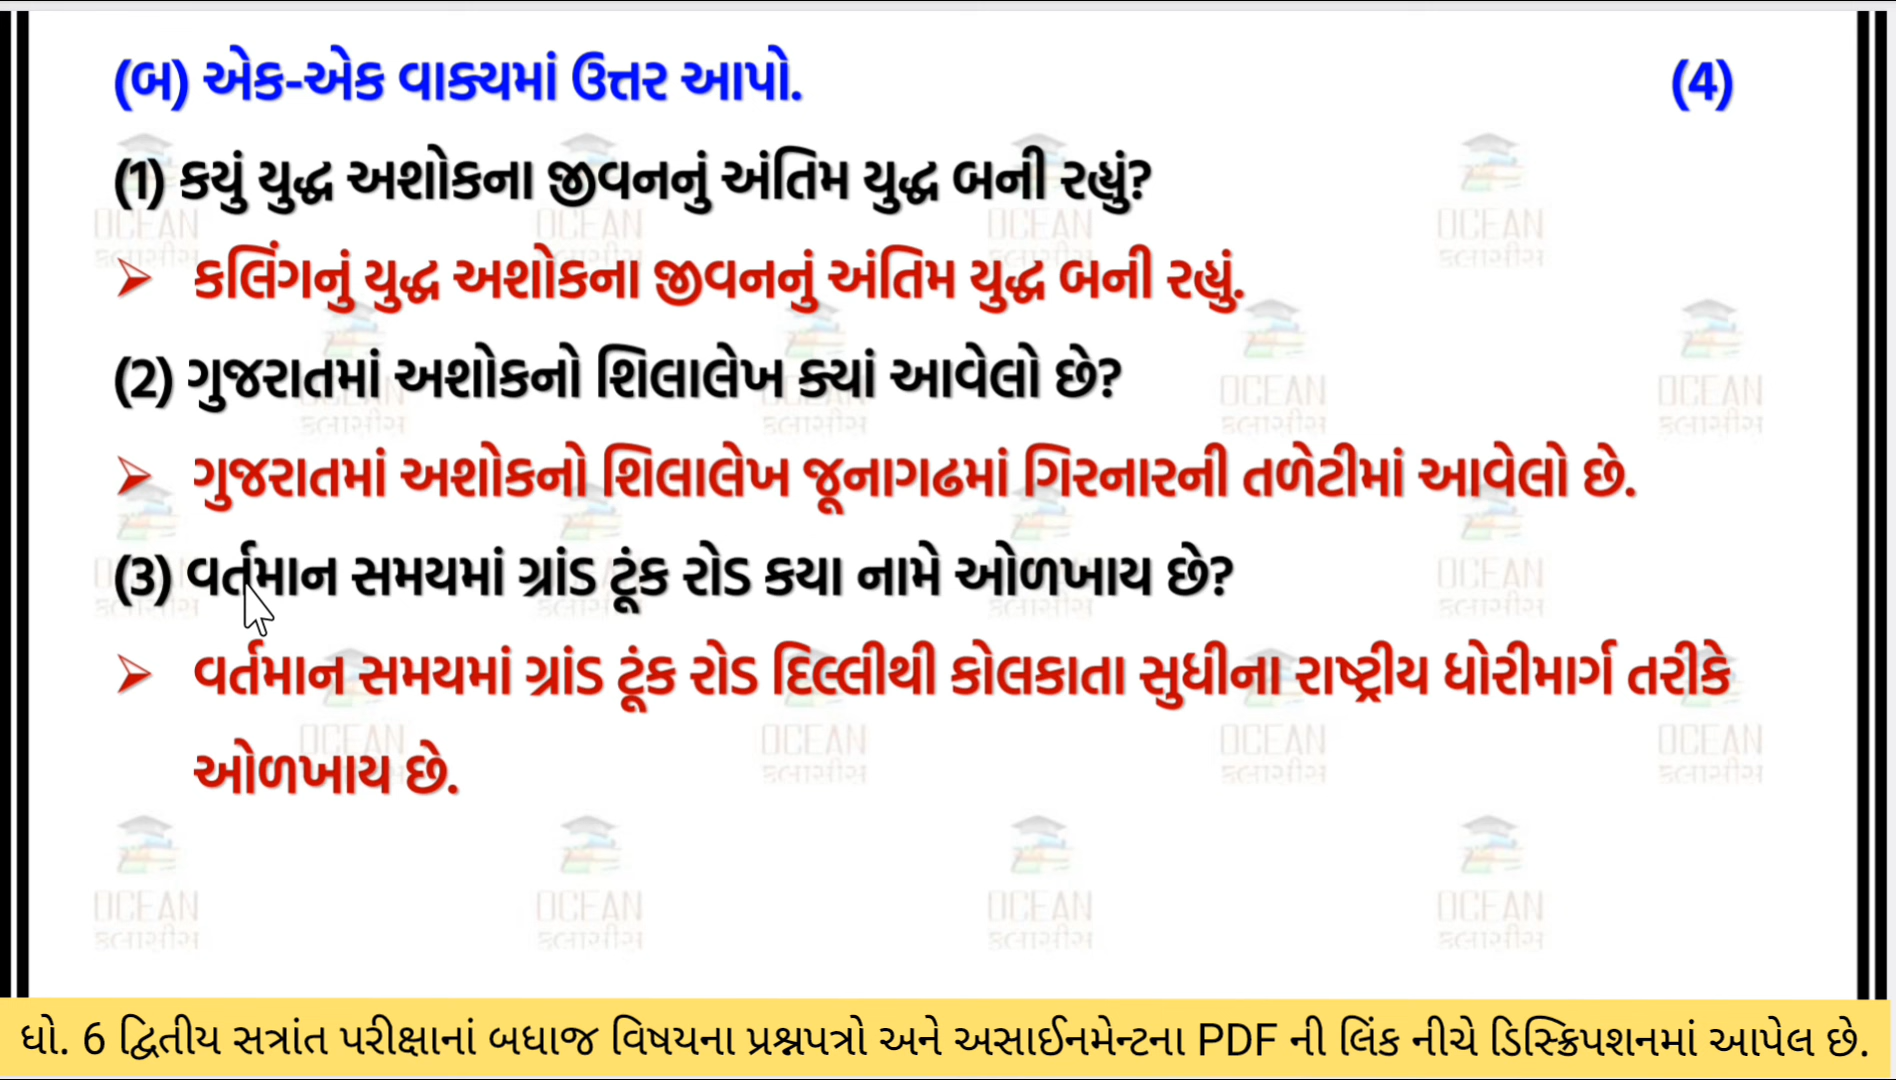 (બ) એક-એક વાક્યમાં ઉત્તર આપો. (4)
(1) કયું યુદ્ધ અશોકના જીવનનું અંતિમ યુદ્ધ બની રહ્યું?
➢ કલિંગનું યુદ્ધ અશોકના જીવનનું અંતિમ યુદ્ધ બની રહ્યું.
(2) ગુજરાતમાં અશોકનો શિલાલેખ ક્યાં આવેલો છે?
➢ ગુજરાતમાં અશોકનો શિલાલેખ જૂનાગઢમાં ગિરનારની તળેટીમાં આવેલો છે.
(3) વર્તમાન સમયમાં ગ્રાંડ ટ્રંક રોડ કયા નામે ઓળખાય છે?
➢ વર્તમાન સમયમાં ગ્રાંડ ટ્રંક રોડ દિલ્લીથી કોલકાતા સુધીના રાષ્ટ્રીય ધોરીમાર્ગ તરીકે
ઓળખાય છે.
OCEAN
ક્લાસીસ
ધો. 6 દ્વિતીય સત્રાંત પરીક્ષાનાં બધાજ વિષયના પ્રશ્નપત્રો અને અસાઈનમેન્ટના PDF ની લિંક નીચે ડિસ્ક્રિપશનમાં આપેલ છે.